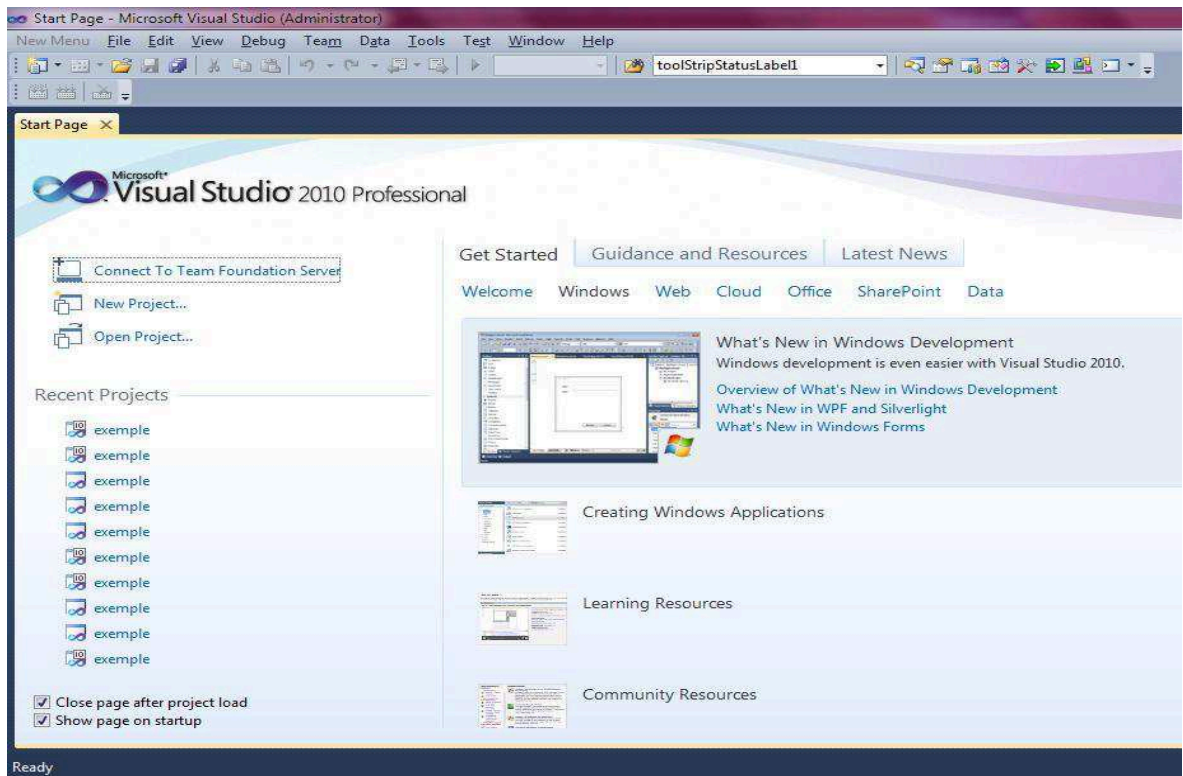 Start Page - Microsoft Visual Studio (Administrator)
New Menu File Edit View Debug Team Data Tools Test Window Help
toolStripStatusLabel1
Start Page
Microsoft
Visual Studio 2010 Professional
Connect To Team Foundation Server
New Project...
Open Project...
Recent Projects
exemple
exemple
exemple
exemple
exemple
exemple
exemple
exemple
exemple
exemple
Close page after project load
Show page on startup
Get Started Guidance and Resources Latest News
Welcome Windows Web Cloud Office SharePoint Data
What's New in Windows Development
Windows development is even easier with Visual Studio 2010.
Overview of What's New in Windows Development
What's New in WPF and Silverlight
What's New in Windows Forms
Creating Windows Applications
Learning Resources
Community Resources
Ready